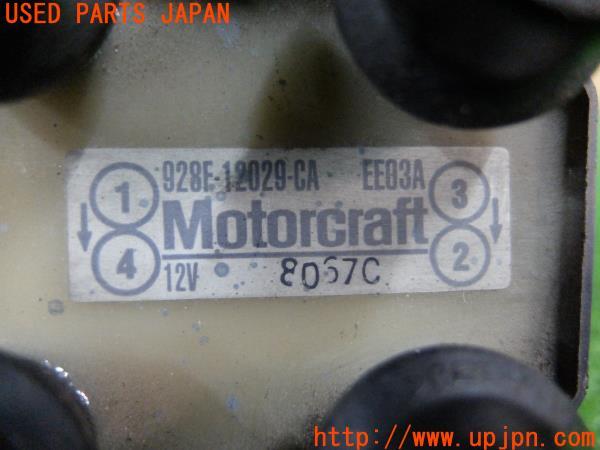 USED PARTS JAPAN
928F-12029-CA EE03A
1 Motorcraft 3
4 2
12V 8067C
http://www.upjpn.com/